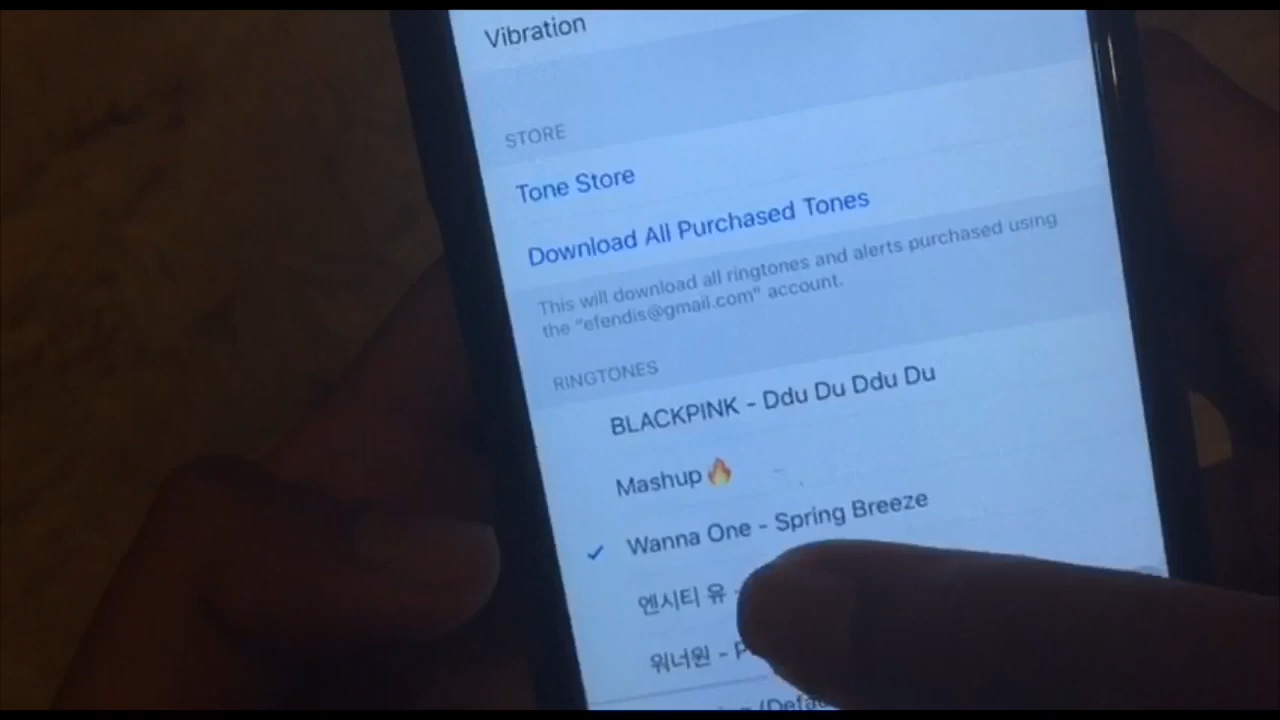 Vibration
STORE
Tone Store
Download All Purchased Tones
This will download all ringtones and alerts purchased using
the "efendis@gmail.com" account.
RINGTONES
BLACKPINK - Ddu Du Ddu Du
Mashup🔥
Wanna One - Spring Breeze
엔시티 유 -
워너원 -